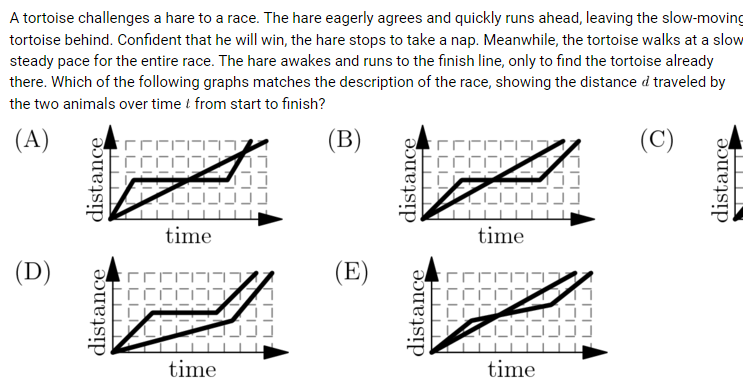 A tortoise challenges a hare to a race. The hare eagerly agrees and quickly runs ahead, leaving the slow-moving
tortoise behind. Confident that he will win, the hare stops to take a nap. Meanwhile, the tortoise walks at a slow
steady pace for the entire race. The hare awakes and runs to the finish line, only to find the tortoise already
there. Which of the following graphs matches the description of the race, showing the distance d traveled by
the two animals over time t from start to finish?
(A) distance (B) distance (C) distance
time time
(D) distance (E) distance
time time